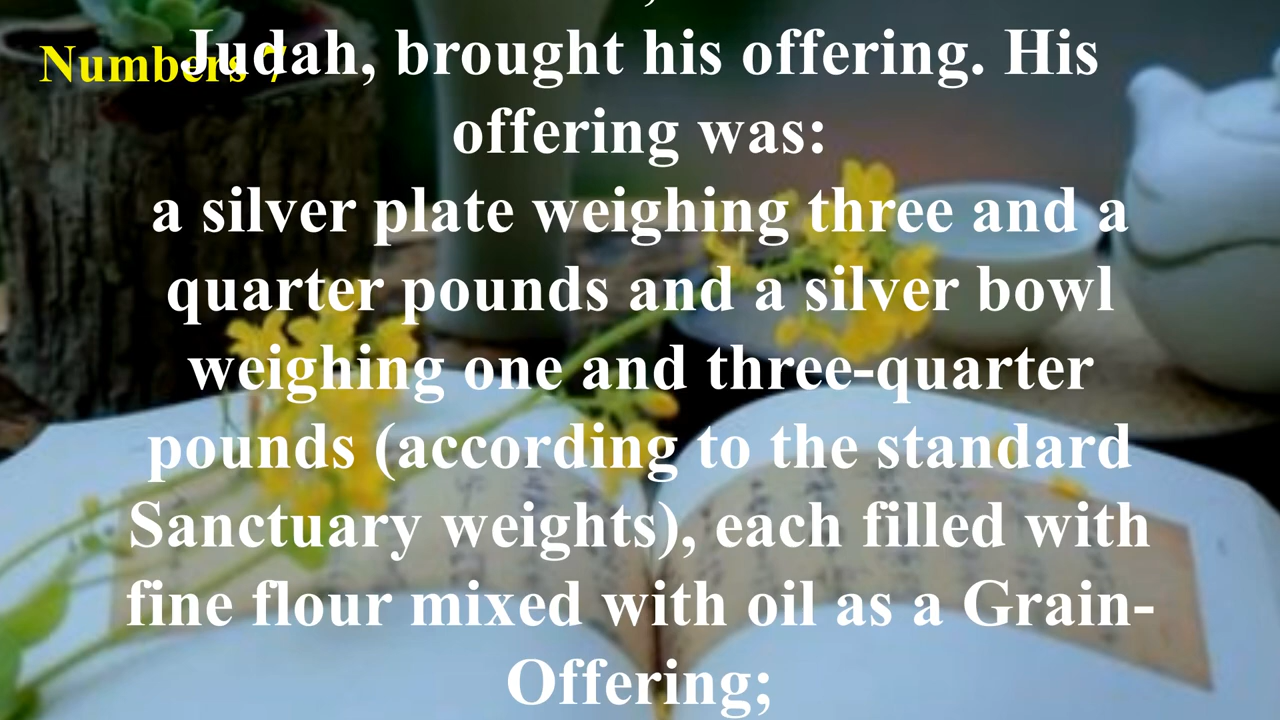 Numbers 7
Judah, brought his offering. His
offering was:
a silver plate weighing three and a
quarter pounds and a silver bowl
weighing one and three-quarter
pounds (according to the standard
Sanctuary weights), each filled with
fine flour mixed with oil as a Grain-
Offering;